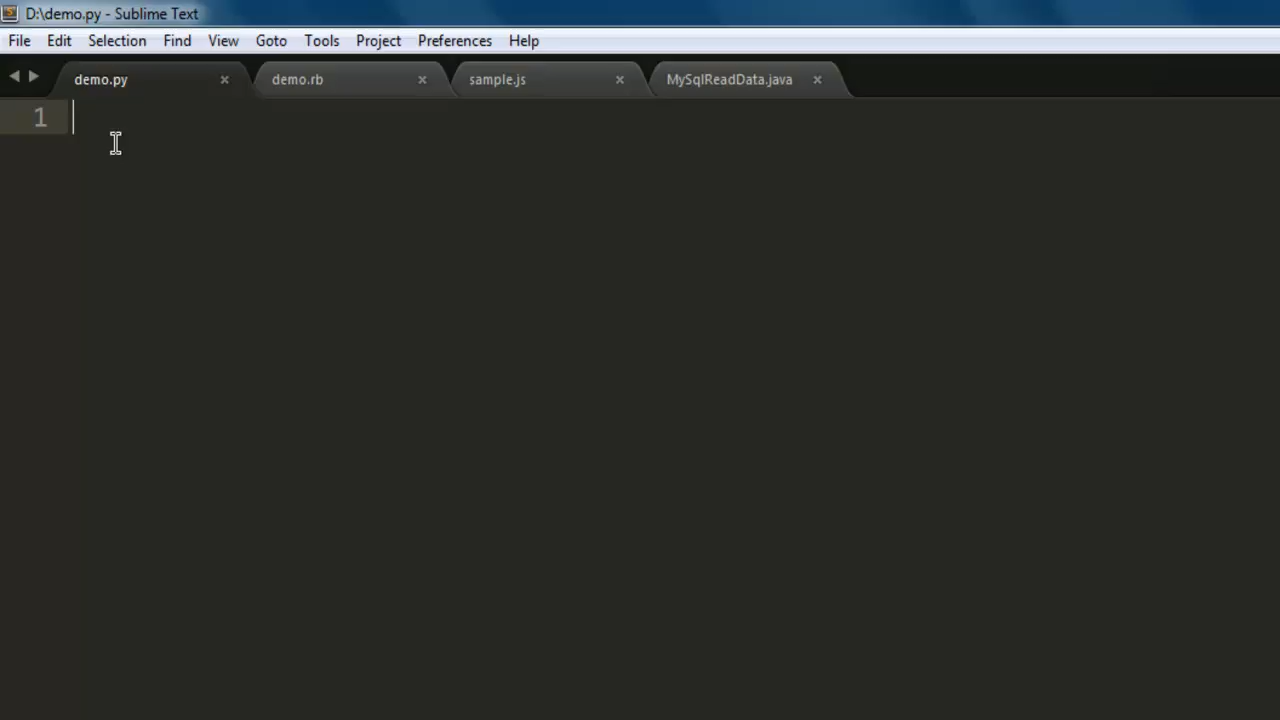 D:\demo.py - Sublime Text
File Edit Selection Find View Goto Tools Project Preferences Help
demo.py × demo.rb × sample.js × MySqlReadData.java ×
1